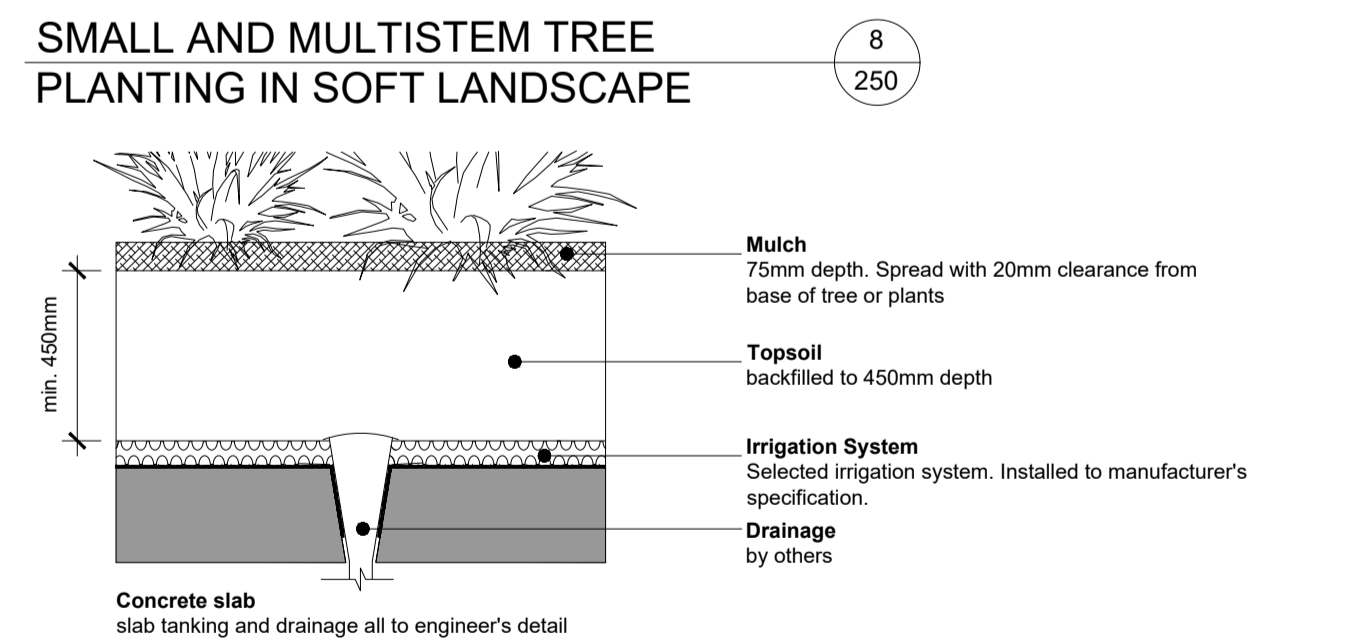 SMALL AND MULTISTEM TREE
PLANTING IN SOFT LANDSCAPE
8
250
min. 450mm
Mulch
75mm depth. Spread with 20mm clearance from
base of tree or plants
Topsoil
backfilled to 450mm depth
Irrigation System
Selected irrigation system. Installed to manufacturer's
specification.
Drainage
by others
Concrete slab
slab tanking and drainage all to engineer's detail